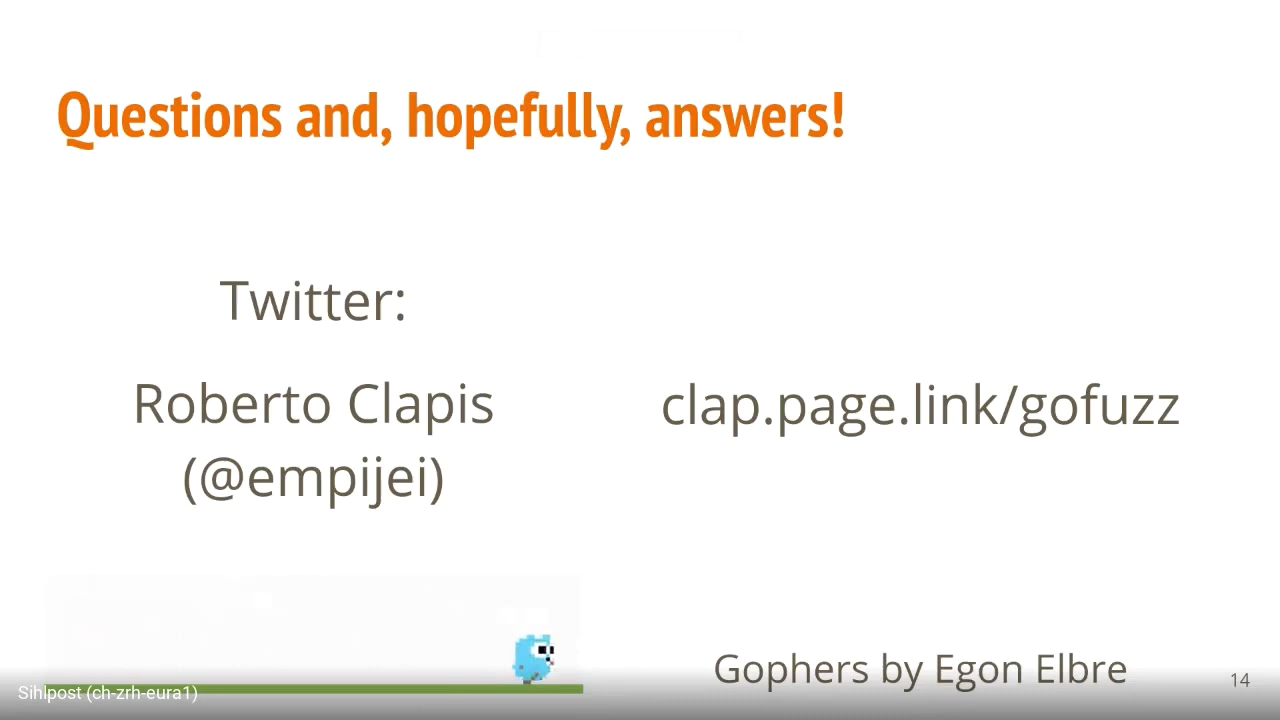 Questions and, hopefully, answers!
Twitter:
Roberto Clapis
(@empijei)
clap.page.link/gofuzz
Gophers by Egon Elbre
Sihlpost (ch-zrh-eura1)
14